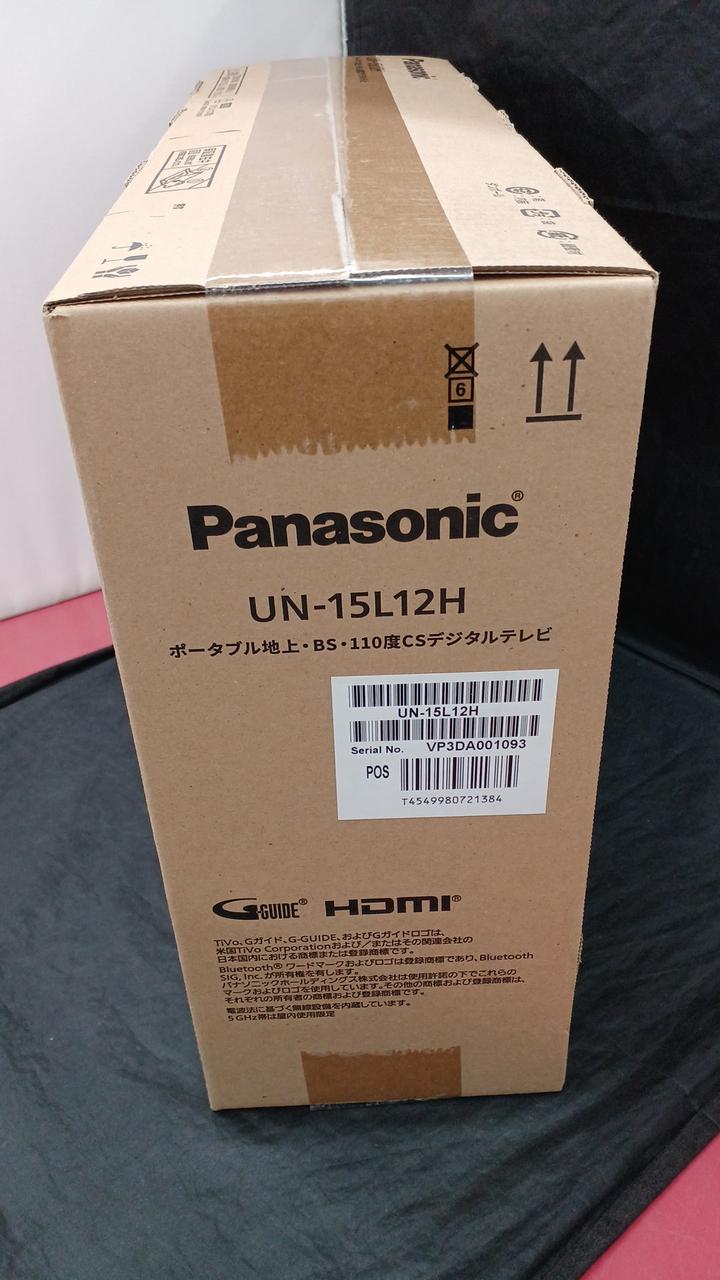 Panasonic
6
Panasonic®
UN-15L12H
ポータブル地上・BS・110度CSデジタルテレビ
UN-15L12H
Serial No. VP3DA001093
POS
T4549980721384
G-GUIDE® HDMI®
TiVo、Gガイド、G-GUIDE、およびGガイドロゴは、
米国TiVo Corporationおよび／またはその関連会社の
日本国内における商標または登録商標です。
Bluetooth® ワードマークおよびロゴは登録商標であり、Bluetooth
SIG, Inc. が所有権を有します。
パナソニックホールディングス株式会社は使用許諾の下でこれらの
マークおよびロゴを使用しています。その他の商標および登録商標は、
それぞれの所有者の商標および登録商標です。
電波法に基づく無線設備を内蔵しています。
5GHz帯は屋内使用限定